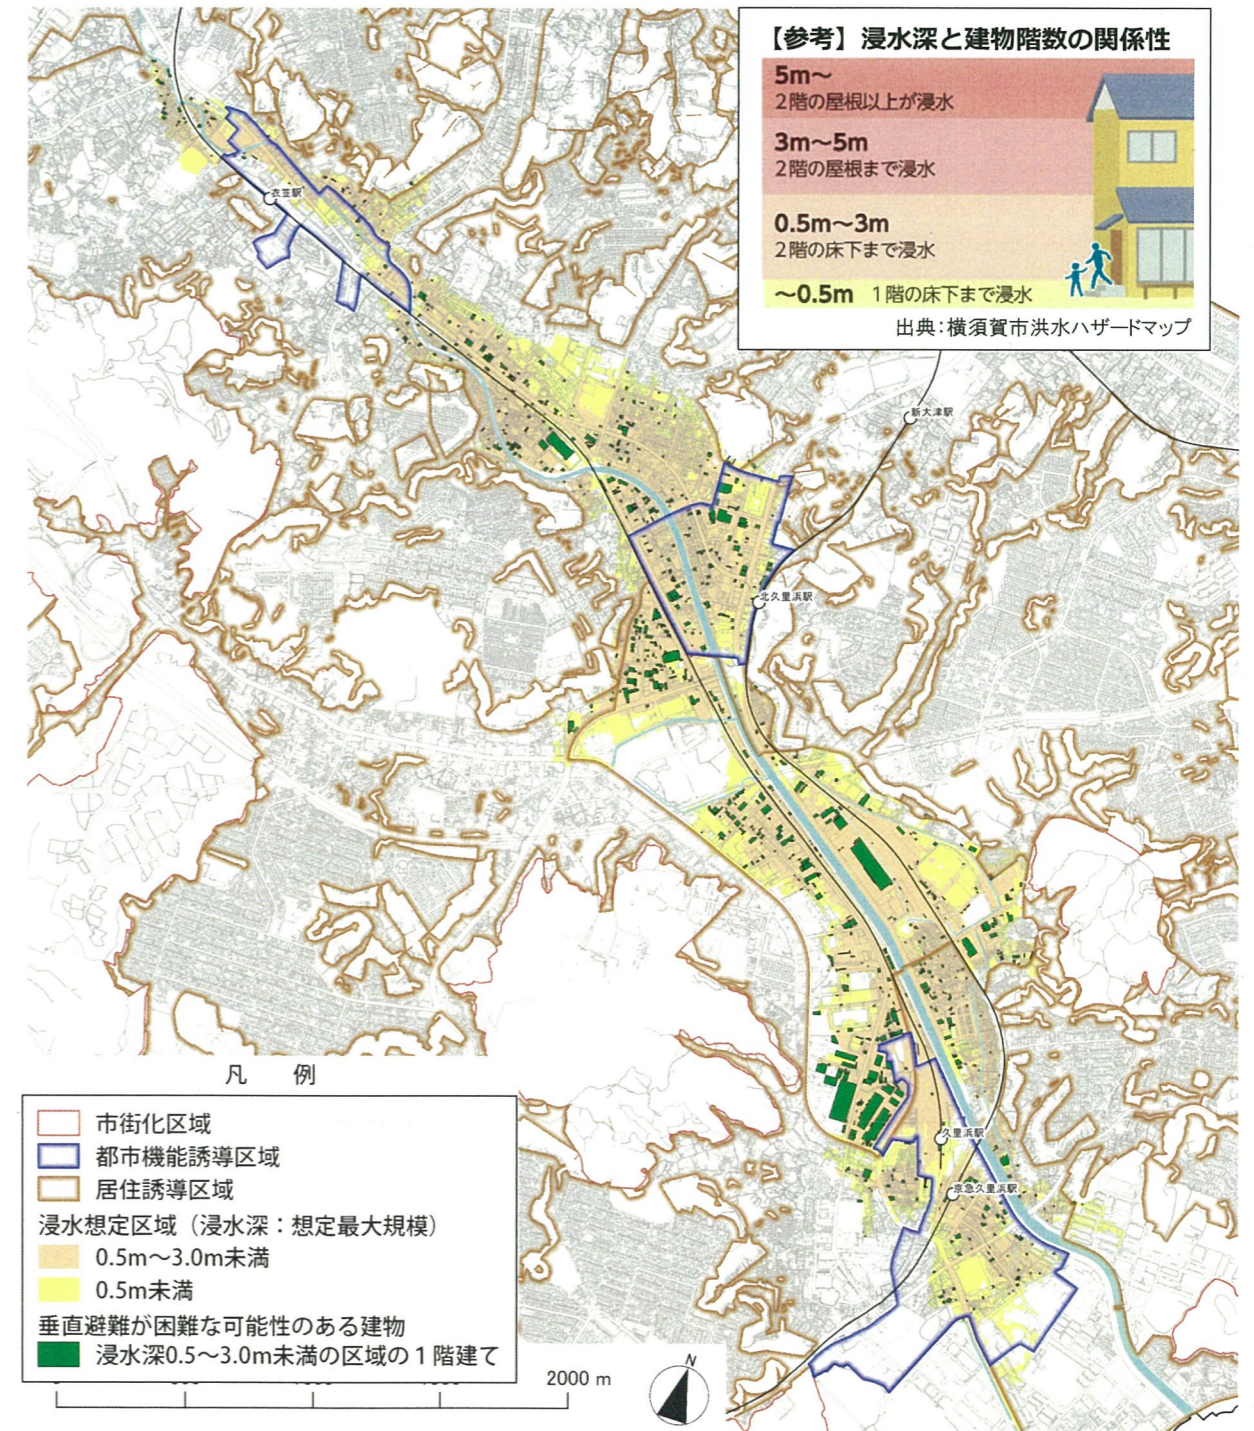 【参考】浸水深と建物階数の関係性
5m～
2階の屋根以上が浸水
3m～5m
2階の屋根まで浸水
0.5m～3m
2階の床下まで浸水
～0.5m 1階の床下まで浸水
出典：横須賀市洪水ハザードマップ
衣笠駅
新大津駅
北久里浜駅
久里浜駅
京急久里浜駅
凡 例
市街化区域
都市機能誘導区域
居住誘導区域
浸水想定区域（浸水深：想定最大規模）
0.5m～3.0m未満
0.5m未満
垂直避難が困難な可能性のある建物
浸水深0.5～3.0m未満の区域の1階建て
2000 m
N